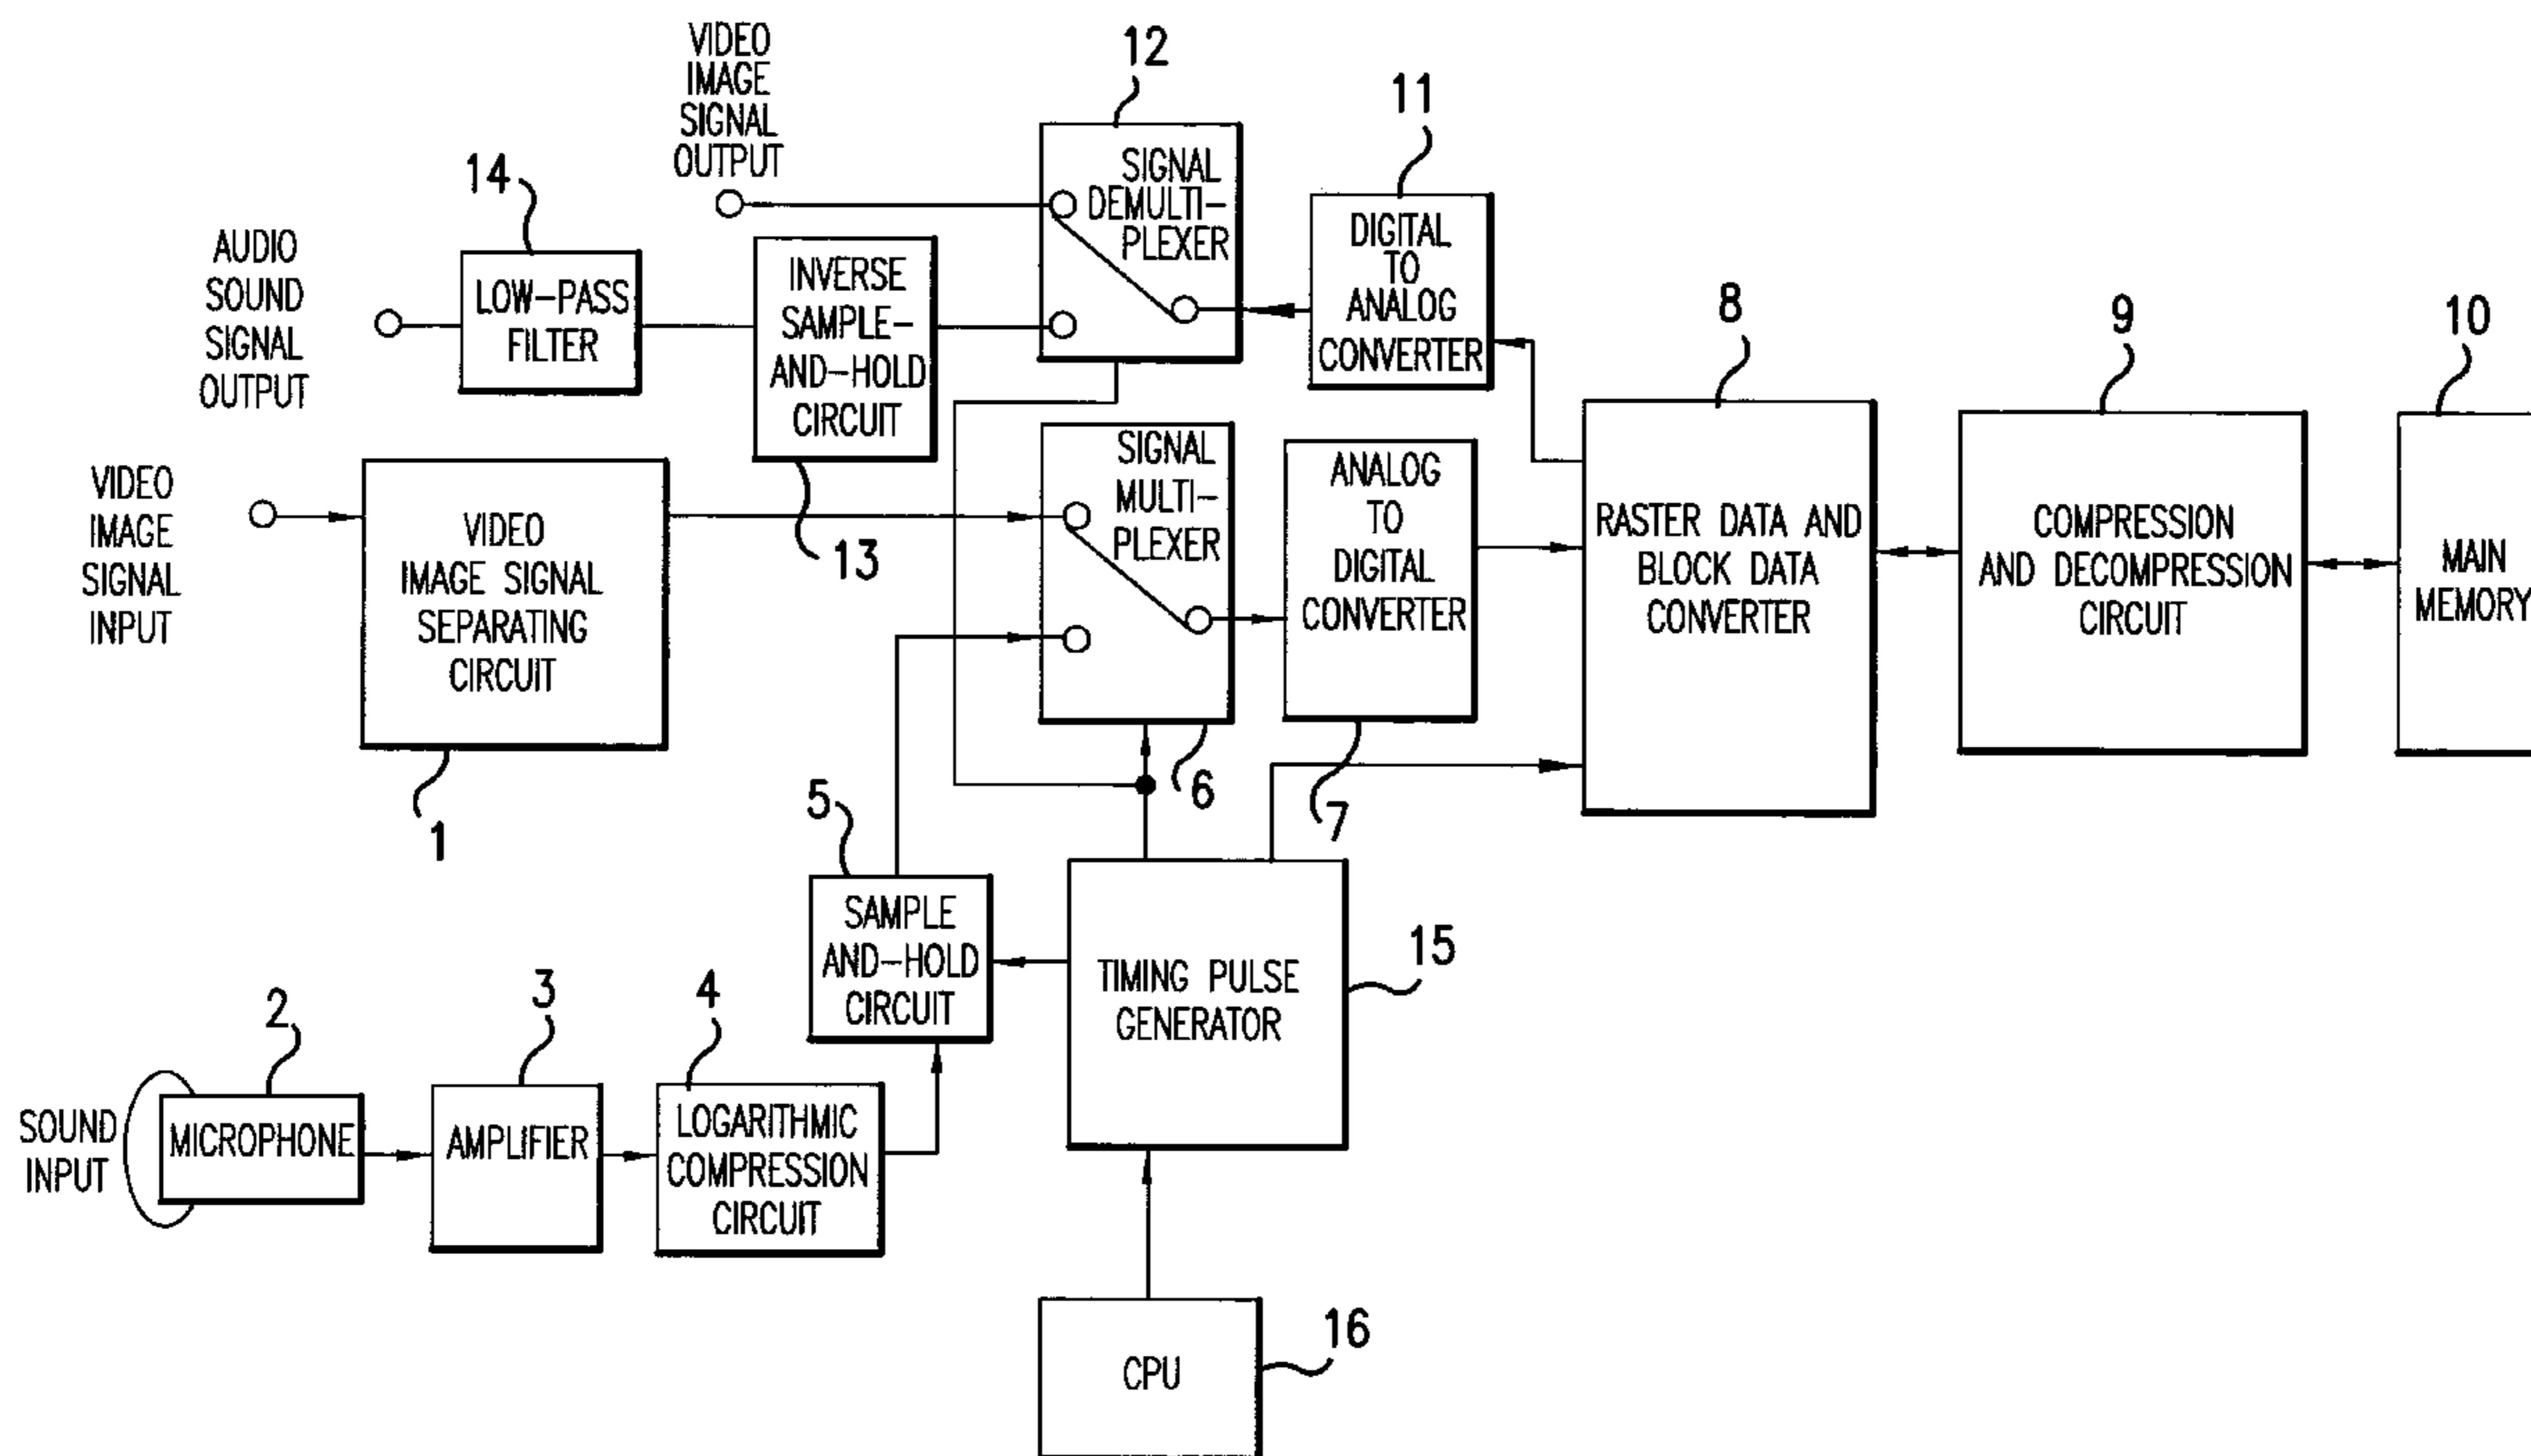 VIDEO
IMAGE
SIGNAL
OUTPUT
12
SIGNAL
DEMULTI-
PLEXER
11
DIGITAL
TO
ANALOG
CONVERTER
14
LOW-PASS
FILTER
AUDIO
SOUND
SIGNAL
OUTPUT
INVERSE
SAMPLE-
AND-HOLD
CIRCUIT
13
8
RASTER DATA AND
BLOCK DATA
CONVERTER
9
COMPRESSION
AND DECOMPRESSION
CIRCUIT
10
MAIN
MEMORY
VIDEO
IMAGE
SIGNAL
INPUT
VIDEO
IMAGE SIGNAL
SEPARATING
CIRCUIT
1
SIGNAL
MULTI-
PLEXER
6
ANALOG
TO
DIGITAL
CONVERTER
7
5
SAMPLE
AND-HOLD
CIRCUIT
TIMING PULSE
GENERATOR
15
SOUND
INPUT
2
MICROPHONE
3
AMPLIFIER
4
LOGARITHMIC
COMPRESSION
CIRCUIT
CPU
16